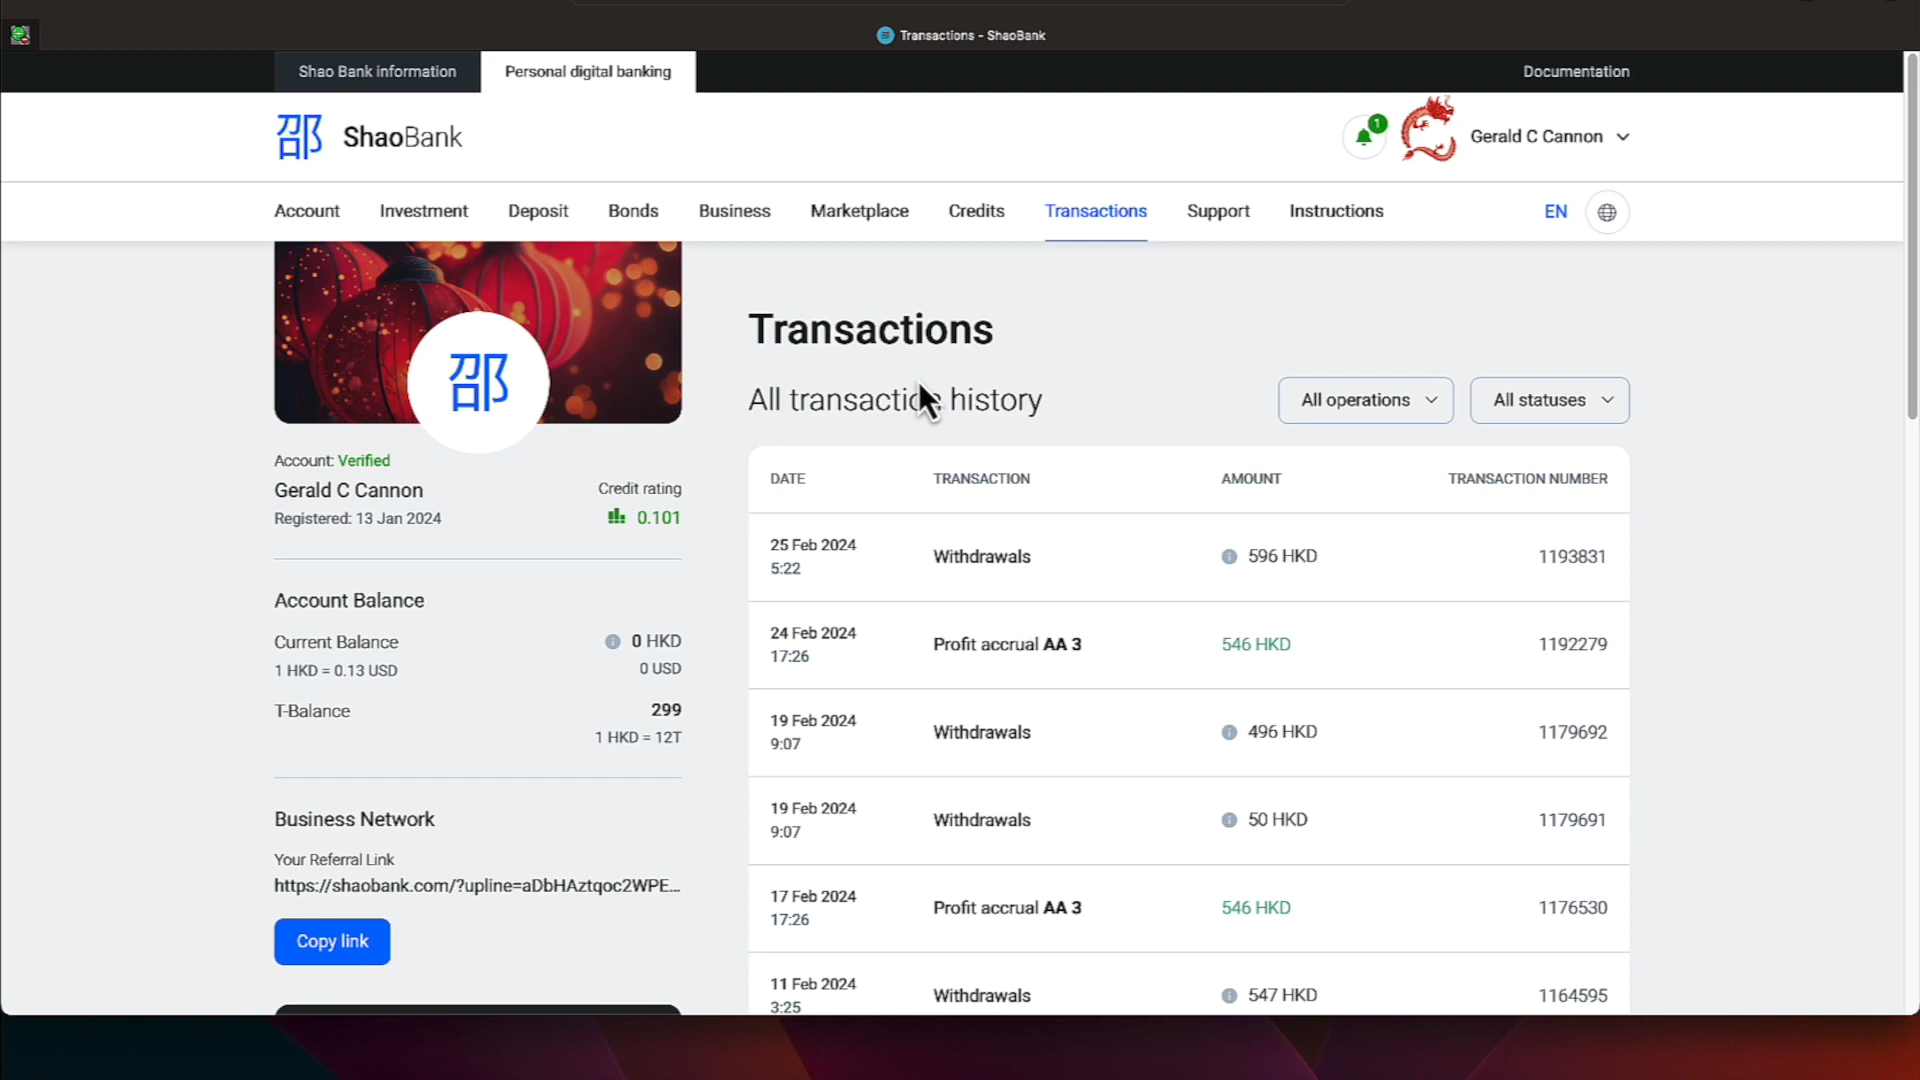 Transactions - ShaoBank
Shao Bank information
Personal digital banking
Documentation
邵 ShaoBank
1
Gerald C Cannon
Account Investment Deposit Bonds Business Marketplace Credits Transactions Support Instructions EN
邵
Account: Verified
Gerald C Cannon
Registered: 13 Jan 2024
Credit rating
0.101
Account Balance
Current Balance 0 HKD
1 HKD = 0.13 USD 0 USD
T-Balance 299
1 HKD = 12T
Business Network
Your Referral Link
https://shaobank.com/?upline=aDbHAztqoc2WPE...
Copy link
Transactions
All transaction history
All operations
All statuses
DATE TRANSACTION AMOUNT TRANSACTION NUMBER
25 Feb 2024
5:22
Withdrawals 596 HKD 1193831
24 Feb 2024
17:26
Profit accrual AA 3 546 HKD 1192279
19 Feb 2024
9:07
Withdrawals 496 HKD 1179692
19 Feb 2024
9:07
Withdrawals 50 HKD 1179691
17 Feb 2024
17:26
Profit accrual AA 3 546 HKD 1176530
11 Feb 2024
3:25
Withdrawals 547 HKD 1164595